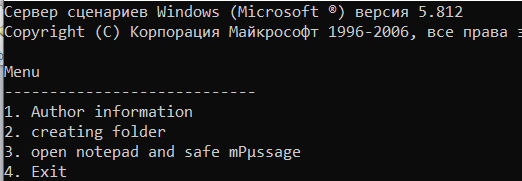 Сервер сценариев Windows (Microsoft ®) версия 5.812
Copyright (C) Корпорация Майкрософт 1996-2006, все права
Menu
----------------------------
1. Author information
2. creating folder
3. open notepad and safe mPµssage
4. Exit